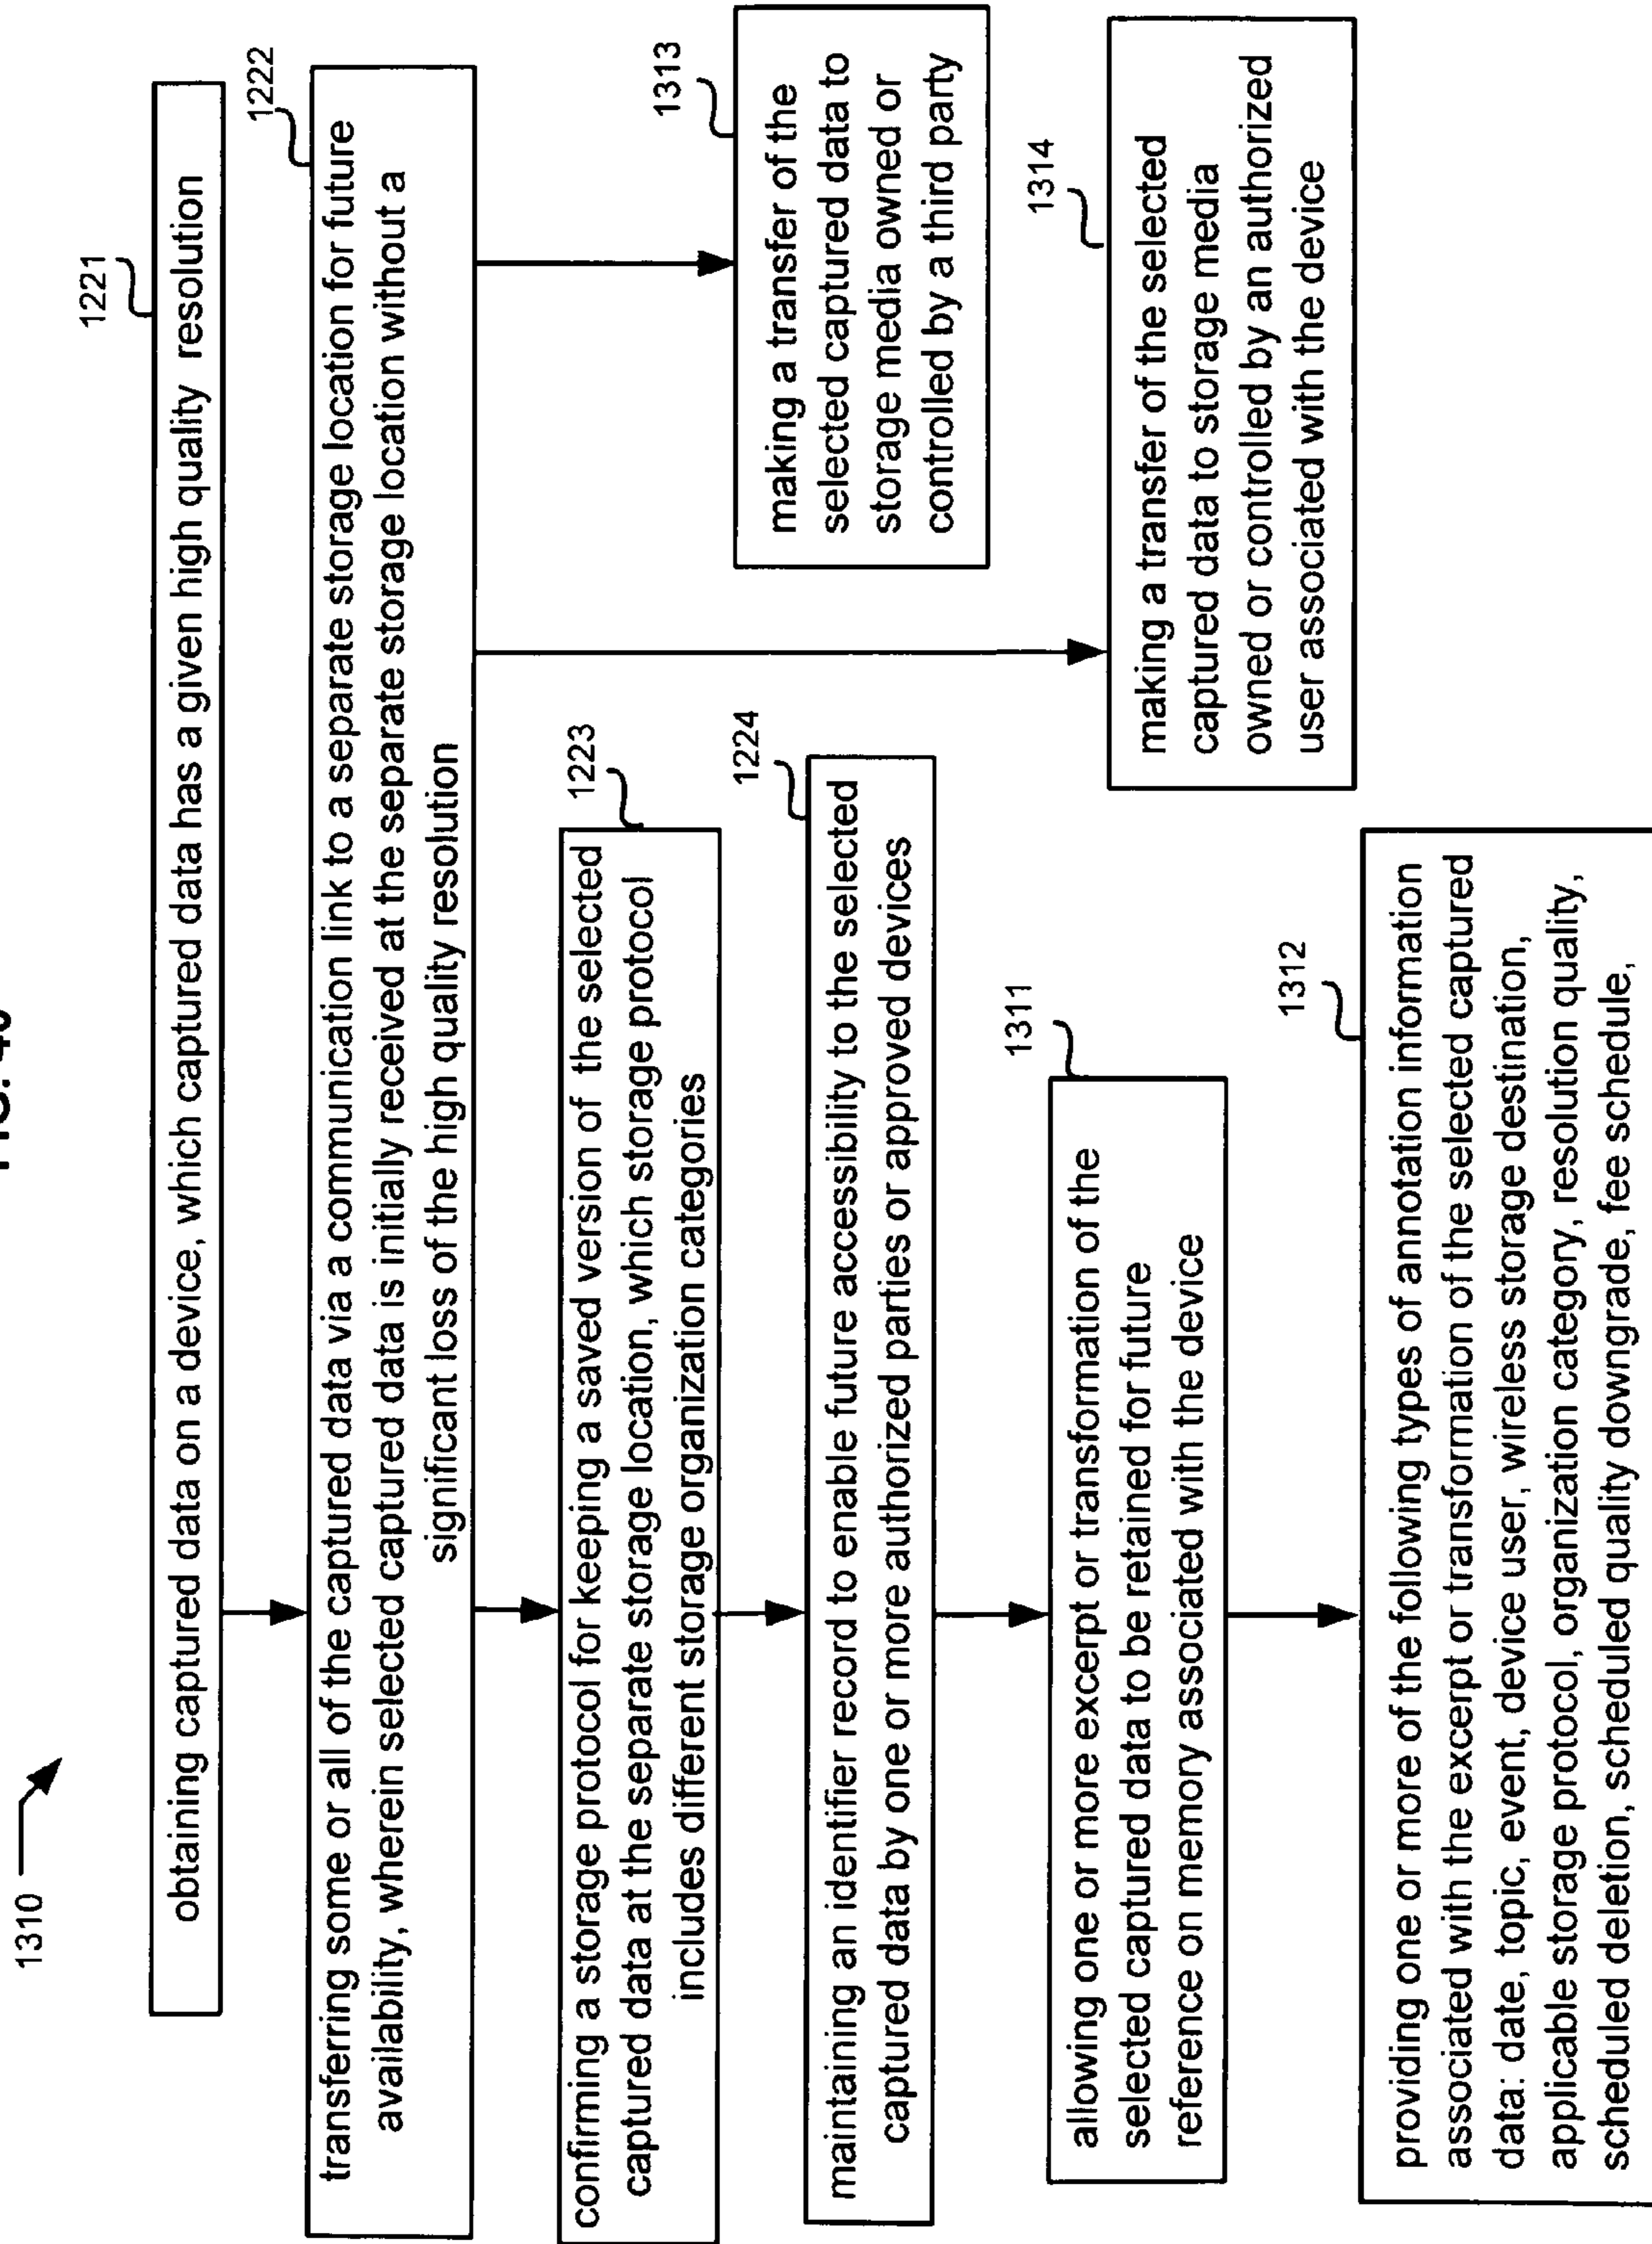 1310
1221
obtaining captured data on a device, which captured data has a given high quality resolution
1222
transferring some or all of the captured data via a communication link to a separate storage location for future
availability, wherein selected captured data is initially received at the separate storage location without a
significant loss of the high quality resolution
1223
confirming a storage protocol for keeping a saved version of the selected
captured data at the separate storage location, which storage protocol
includes different storage organization categories
1313
making a transfer of the
selected captured data to
storage media owned or
controlled by a third party
1224
maintaining an identifier record to enable future accessibility to the selected
captured data by one or more authorized parties or approved devices
1314
making a transfer of the selected
captured data to storage media
owned or controlled by an authorized
user associated with the device
1311
allowing one or more excerpt or transformation of the
selected captured data to be retained for future
reference on memory associated with the device
1312
providing one or more of the following types of annotation information
associated with the excerpt or transformation of the selected captured
data: date, topic, event, device user, wireless storage destination,
applicable storage protocol, organization category, resolution quality,
scheduled deletion, scheduled quality downgrade, fee schedule,